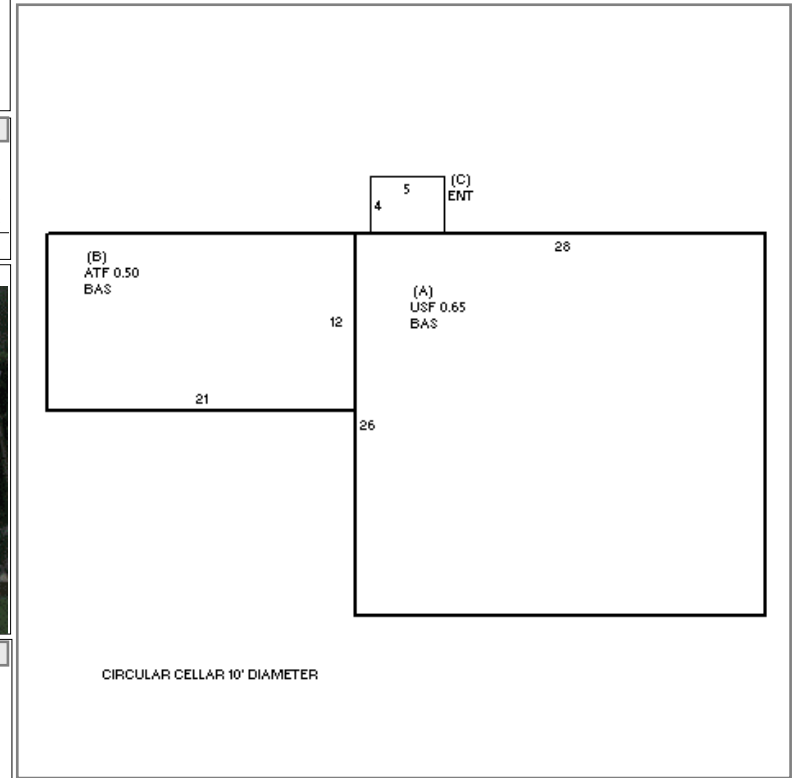 5
(C)
ENT
4
28
(B)
ATF 0.50
BAS
(A)
USF 0.65
BAS
12
21
26
CIRCULAR CELLAR 10' DIAMETER